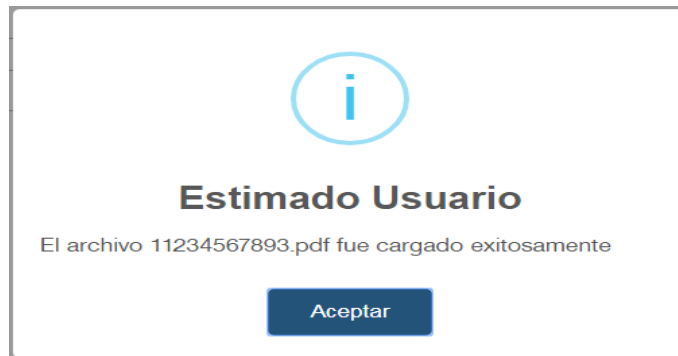 i
Estimado Usuario
El archivo 11234567893.pdf fue cargado exitosamente
Aceptar